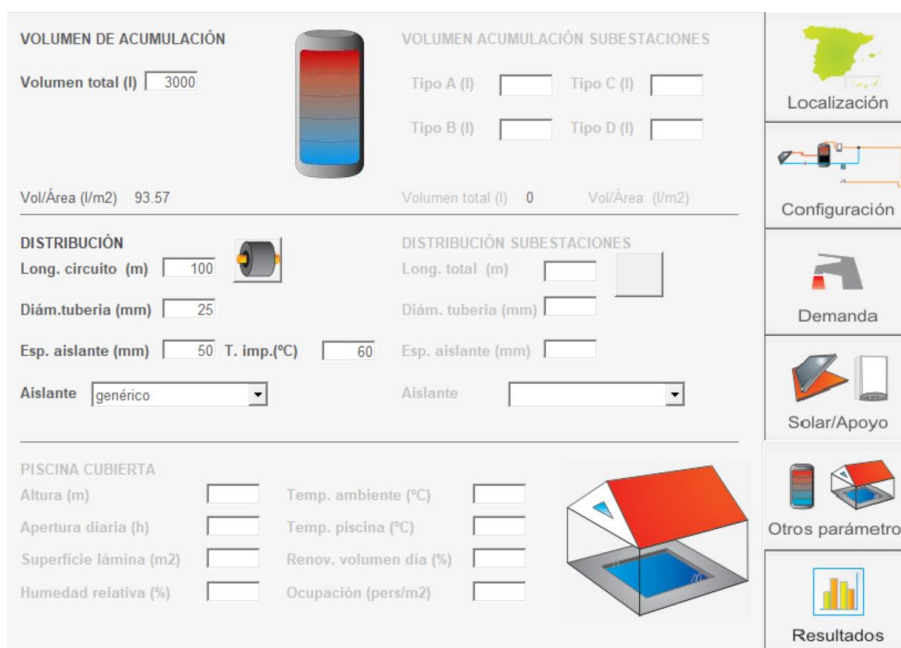 VOLUMEN DE ACUMULACIÓN
Volumen total (l) 3000
Vol/Área (l/m2) 93.57
VOLUMEN ACUMULACIÓN SUBESTACIONES
Tipo A (l) Tipo C (l)
Tipo B (l) Tipo D (l)
Volumen total (l) 0 Vol/Área (l/m2)
DISTRIBUCIÓN
Long. circuito (m) 100
Diám.tuberia (mm) 25
Esp. aislante (mm) 50 T. imp.(ºC) 60
Aislante genérico
DISTRIBUCIÓN SUBESTACIONES
Long. total (m)
Diám. tuberia (mm)
Esp. aislante (mm)
Aislante
PISCINA CUBIERTA
Altura (m) Temp. ambiente (ºC)
Apertura diaria (h) Temp. piscina (ºC)
Superfície lámina (m2) Renov. volumen día (%)
Humedad relativa (%) Ocupación (pers/m2)
Localización
Configuración
Demanda
Solar/Apoyo
Otros parámetro
Resultados